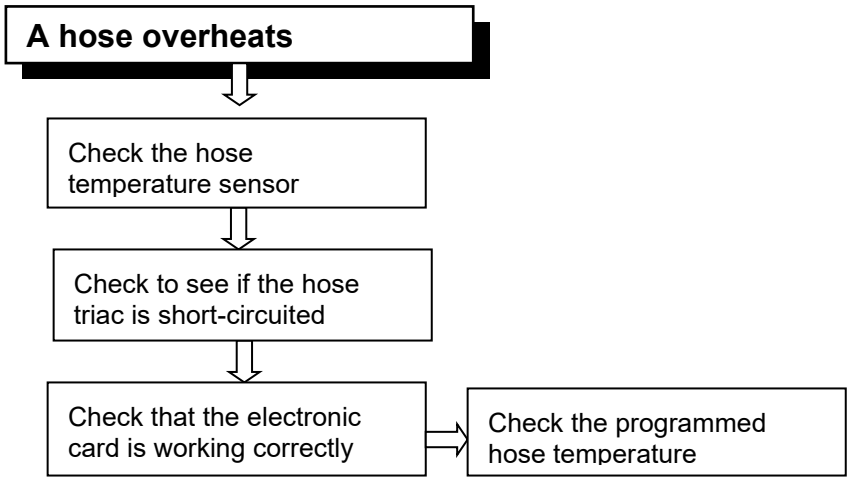 A hose overheats
Check the hose
temperature sensor
Check to see if the hose
triac is short-circuited
Check that the electronic
card is working correctly
Check the programmed
hose temperature